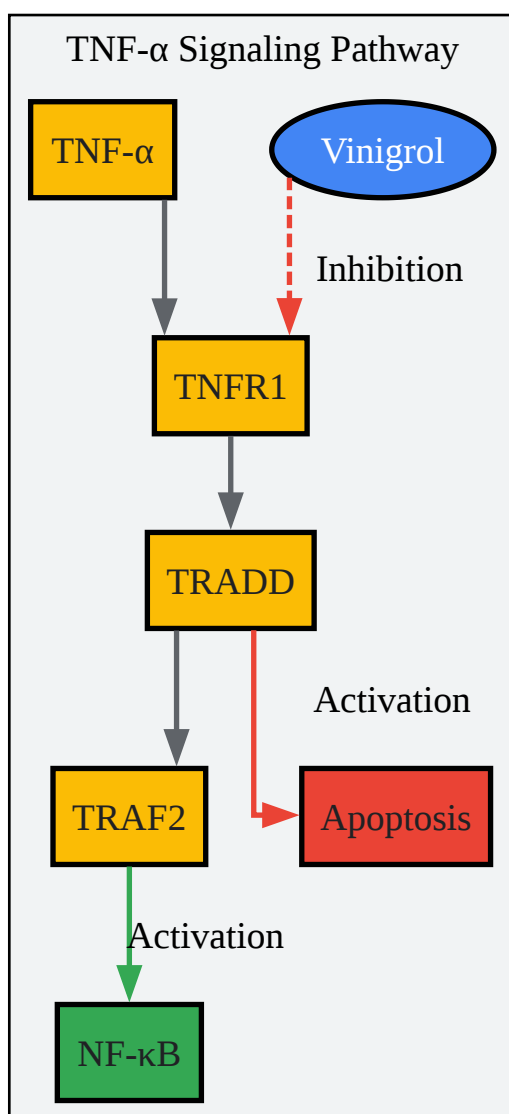 TNF-α Signaling Pathway
TNF-α
Vinigrol
Inhibition
TNFR1
TRADD
Activation
TRAF2
Apoptosis
Activation
NF-κB